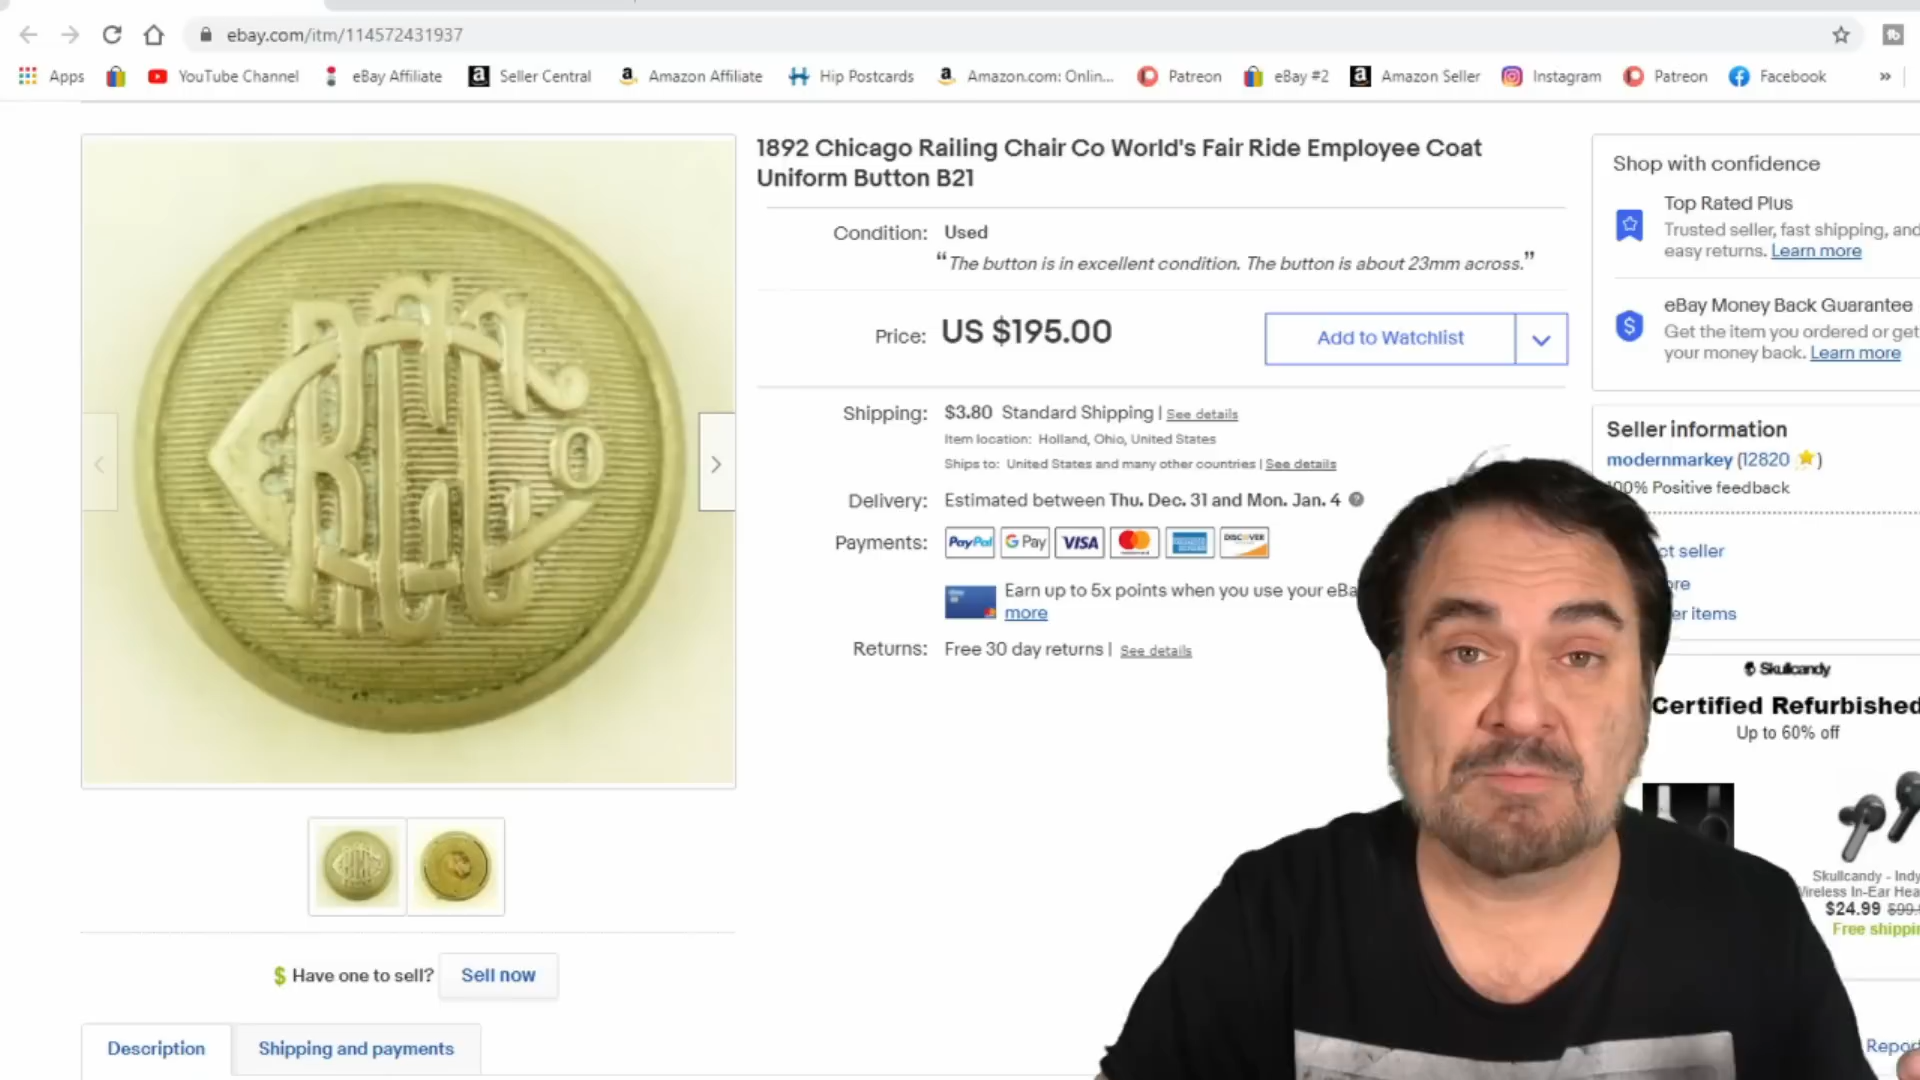 ebay.com/itm/114572431937
Apps YouTube Channel eBay Affiliate Seller Central Amazon Affiliate Hip Postcards Amazon.com: Onlin... Patreon eBay #2 Amazon Seller Instagram Patreon Facebook »
1892 Chicago Railing Chair Co World's Fair Ride Employee Coat
Uniform Button B21
Condition: Used
“The button is in excellent condition. The button is about 23mm across.”
Price: US $195.00
Add to Watchlist
Shipping: $3.80 Standard Shipping | See details
Item location: Holland, Ohio, United States
Ships to: United States and many other countries | See details
Delivery: Estimated between Thu. Dec. 31 and Mon. Jan. 4
Payments: PayPal G Pay VISA DISCOVER
Earn up to 5x points when you use your eBa
more
Returns: Free 30 day returns | See details
Have one to sell? Sell now
Description Shipping and payments
Shop with confidence
Top Rated Plus
Trusted seller, fast shipping, and
easy returns. Learn more
eBay Money Back Guarantee
Get the item you ordered or get
your money back. Learn more
Seller information
modernmarkey (12820)
100% Positive feedback
ot seller
ore
er items
Skullcandy
Certified Refurbished
Up to 60% off
Skullcandy - Indy
Wireless In-Ear Hea
$24.99 $99.
Free shippin
Repor